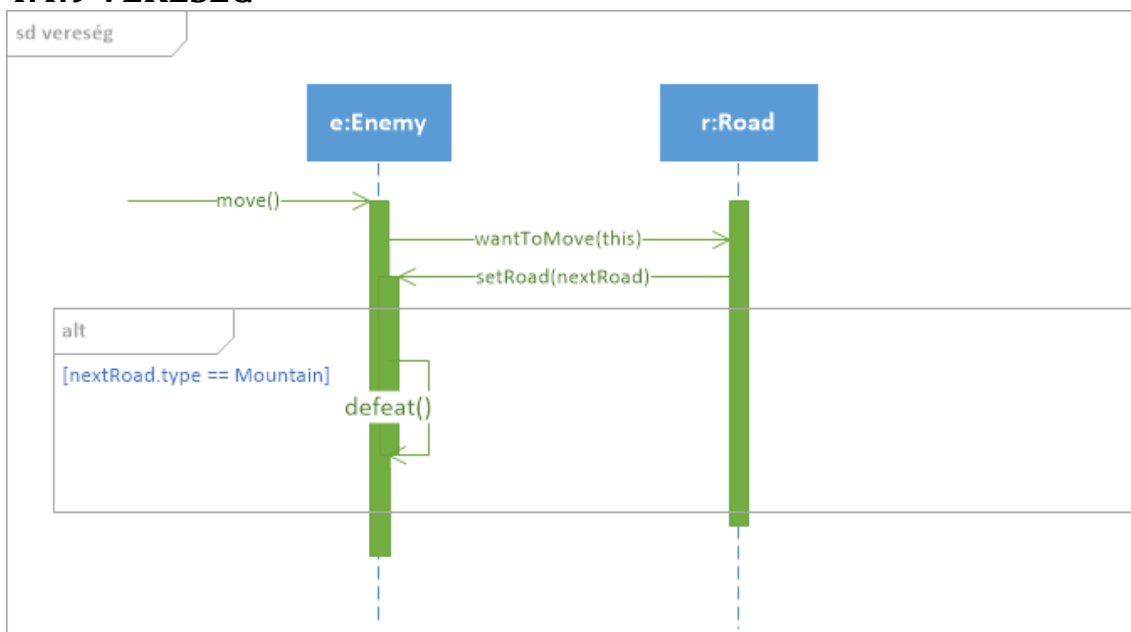 sd vereség
e:Enemy
r:Road
move()
wantToMove(this)
setRoad(nextRoad)
alt
[nextRoad.type == Mountain]
defeat()